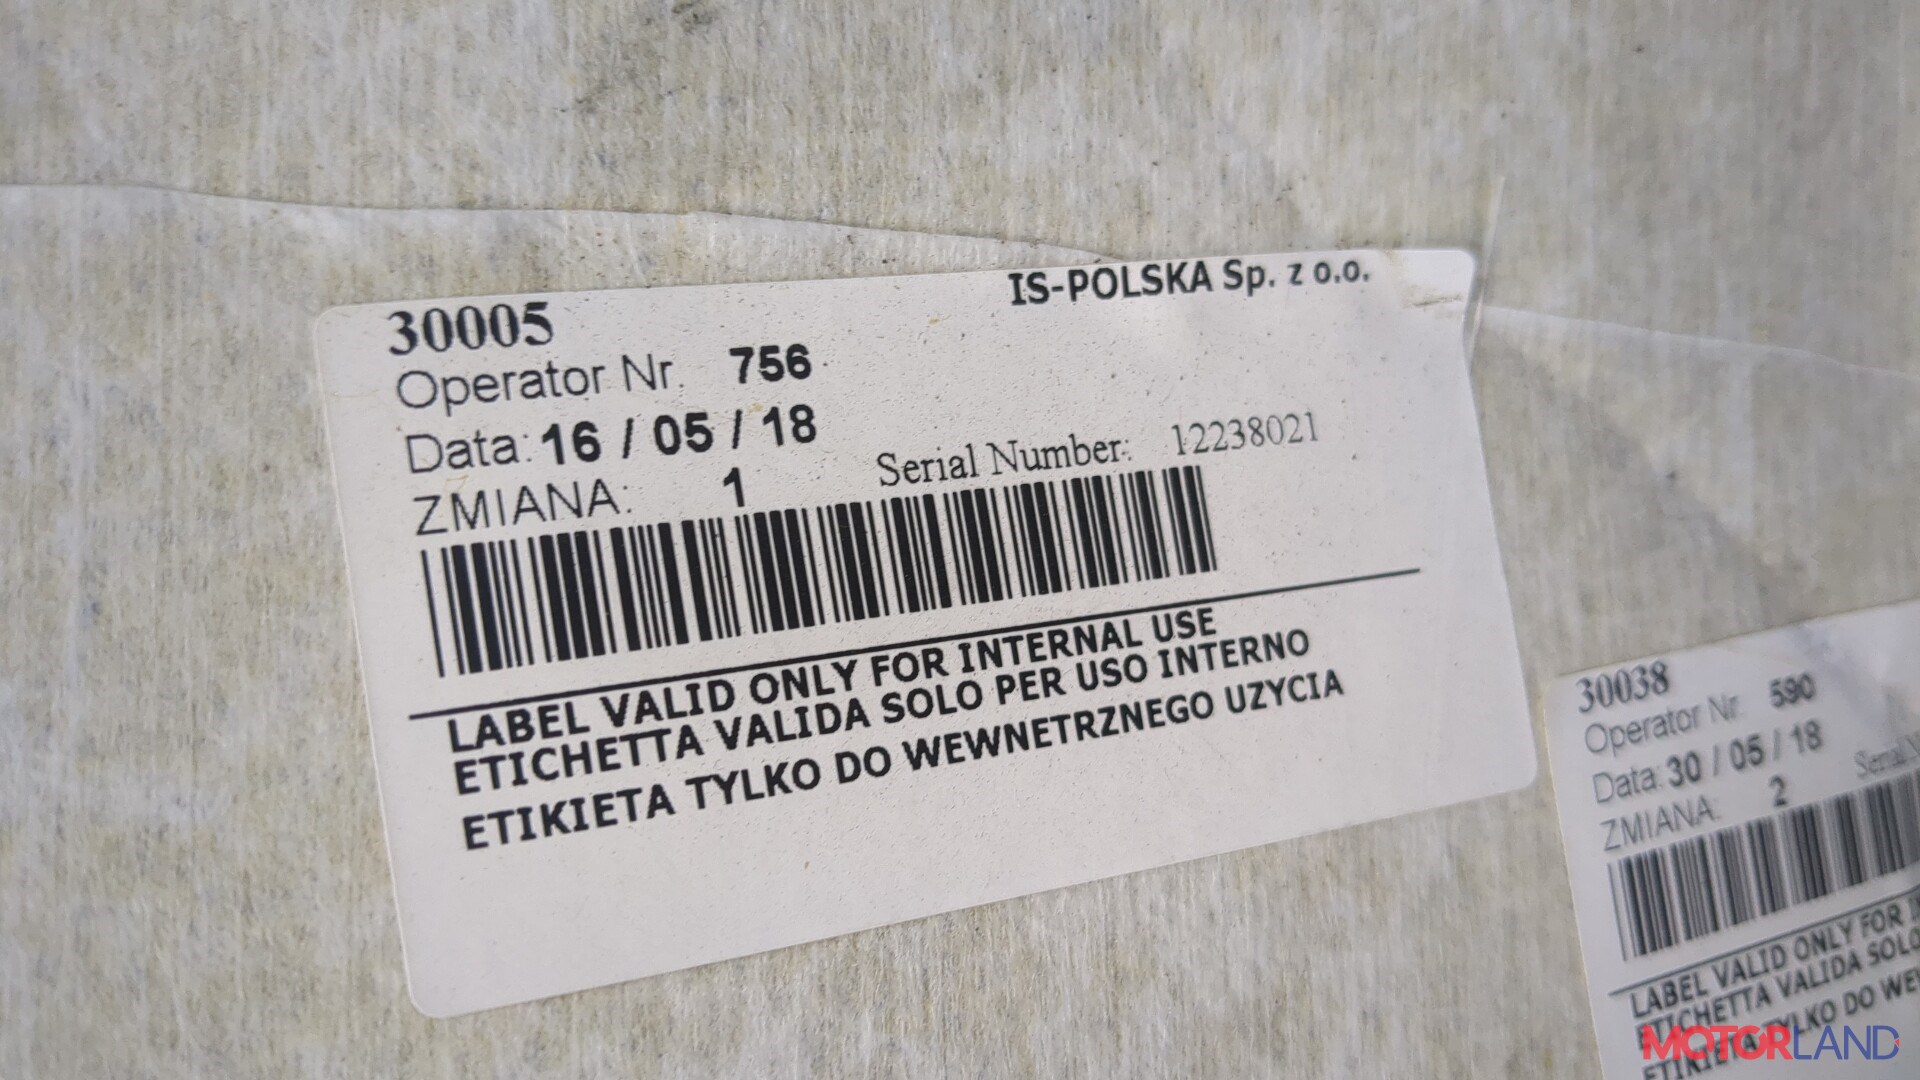 IS-POLSKA Sp. z o.o.
30005
Operator Nr. 756
Data: 16 / 05 / 18
ZMIANA: 1
Serial Number: 12238021
LABEL VALID ONLY FOR INTERNAL USE
ETICHETTA VALIDA SOLO PER USO INTERNO
ETIKIETA TYLKO DO WEWNETRZNEGO UZYCIA
30038
Operator Nr. 590
Data: 30 / 05 / 18
ZMIANA: 2
Serial
LABEL VALID ONLY FOR
ETICHETTA VALIDA SOLO
ETIKIETA TYLKO DO
MOTORLAND